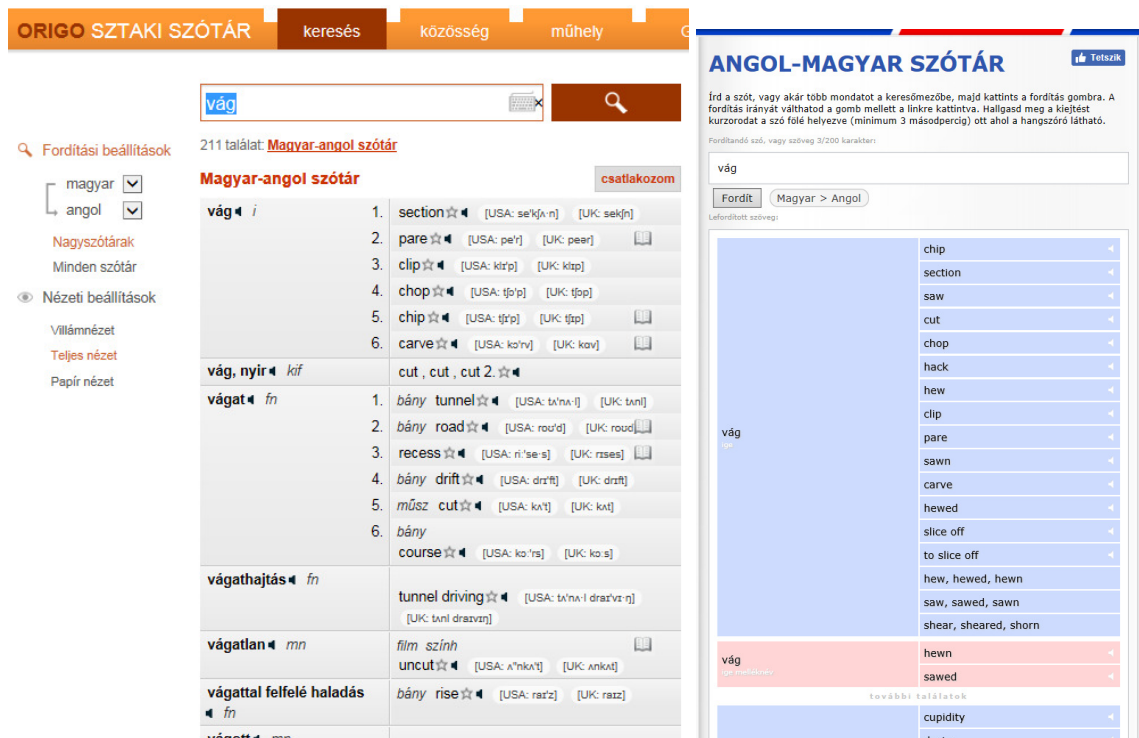 ORIGO SZTAKI SZÓTÁR
keresés
közösség
műhely
vág
211 találat: Magyar-angol szótár
Fordítási beállítások
magyar
angol
Nagyszótárak
Minden szótár
Nézeti beállítások
Villámnézet
Teljes nézet
Papír nézet
Magyar-angol szótár
csatlakozom
vág i
1. section [USA: se'kʃʌ·n] [UK: sekʃn]
2. pare [USA: pe'r] [UK: peər]
3. clip [USA: klɪ'p] [UK: klɪp]
4. chop [USA: tʃɒ'p] [UK: tʃɒp]
5. chip [USA: tʃɪ'p] [UK: tʃɪp]
6. carve [USA: kɒ'rv] [UK: kɑv]
vág, nyir kif
cut , cut , cut 2.
vágat fn
1. bány tunnel [USA: tʌ'nʌ·l] [UK: tʌnl]
2. bány road [USA: roʊ'd] [UK: roʊd]
3. recess [USA: ri:'se·s] [UK: rɪses]
4. bány drift [USA: drɪ'ft] [UK: drɪft]
5. műsz cut [USA: kʌ't] [UK: kʌt]
6. bány
course [USA: kɔ:'rs] [UK: kɔ:s]
vágathajtás fn
tunnel driving [USA: tʌ'nʌ·l draɪ'vɪ·ŋ]
[UK: tʌnl draɪvɪŋ]
vágatlan mn
film szính
uncut [USA: ʌ"nkʌ't] [UK: ʌnkʌt]
vágattal felfelé haladás
fn
bány rise [USA: raɪ'z] [UK: raɪz]
ANGOL-MAGYAR SZÓTÁR
Tetszik
Írd a szót, vagy akár több mondatot a keresőmezőbe, majd kattints a fordítás gombra. A
fordítás irányát válthatod a gomb mellett a linkre kattintva. Hallgasd meg a kiejtést
kurzorodat a szó fölé helyezve (minimum 3 másodpercig) ott ahol a hangszóró látható.
Fordítandó szó, vagy szöveg 3/200 karakter:
vág
Fordít
Magyar > Angol
Lefordított szöveg:
vág
ige
chip
section
saw
cut
chop
hack
hew
clip
pare
sawn
carve
hewed
slice off
to slice off
hew, hewed, hewn
saw, sawed, sawn
shear, sheared, shorn
vág
ige melléknév
hewn
sawed
további találatok
cupidity